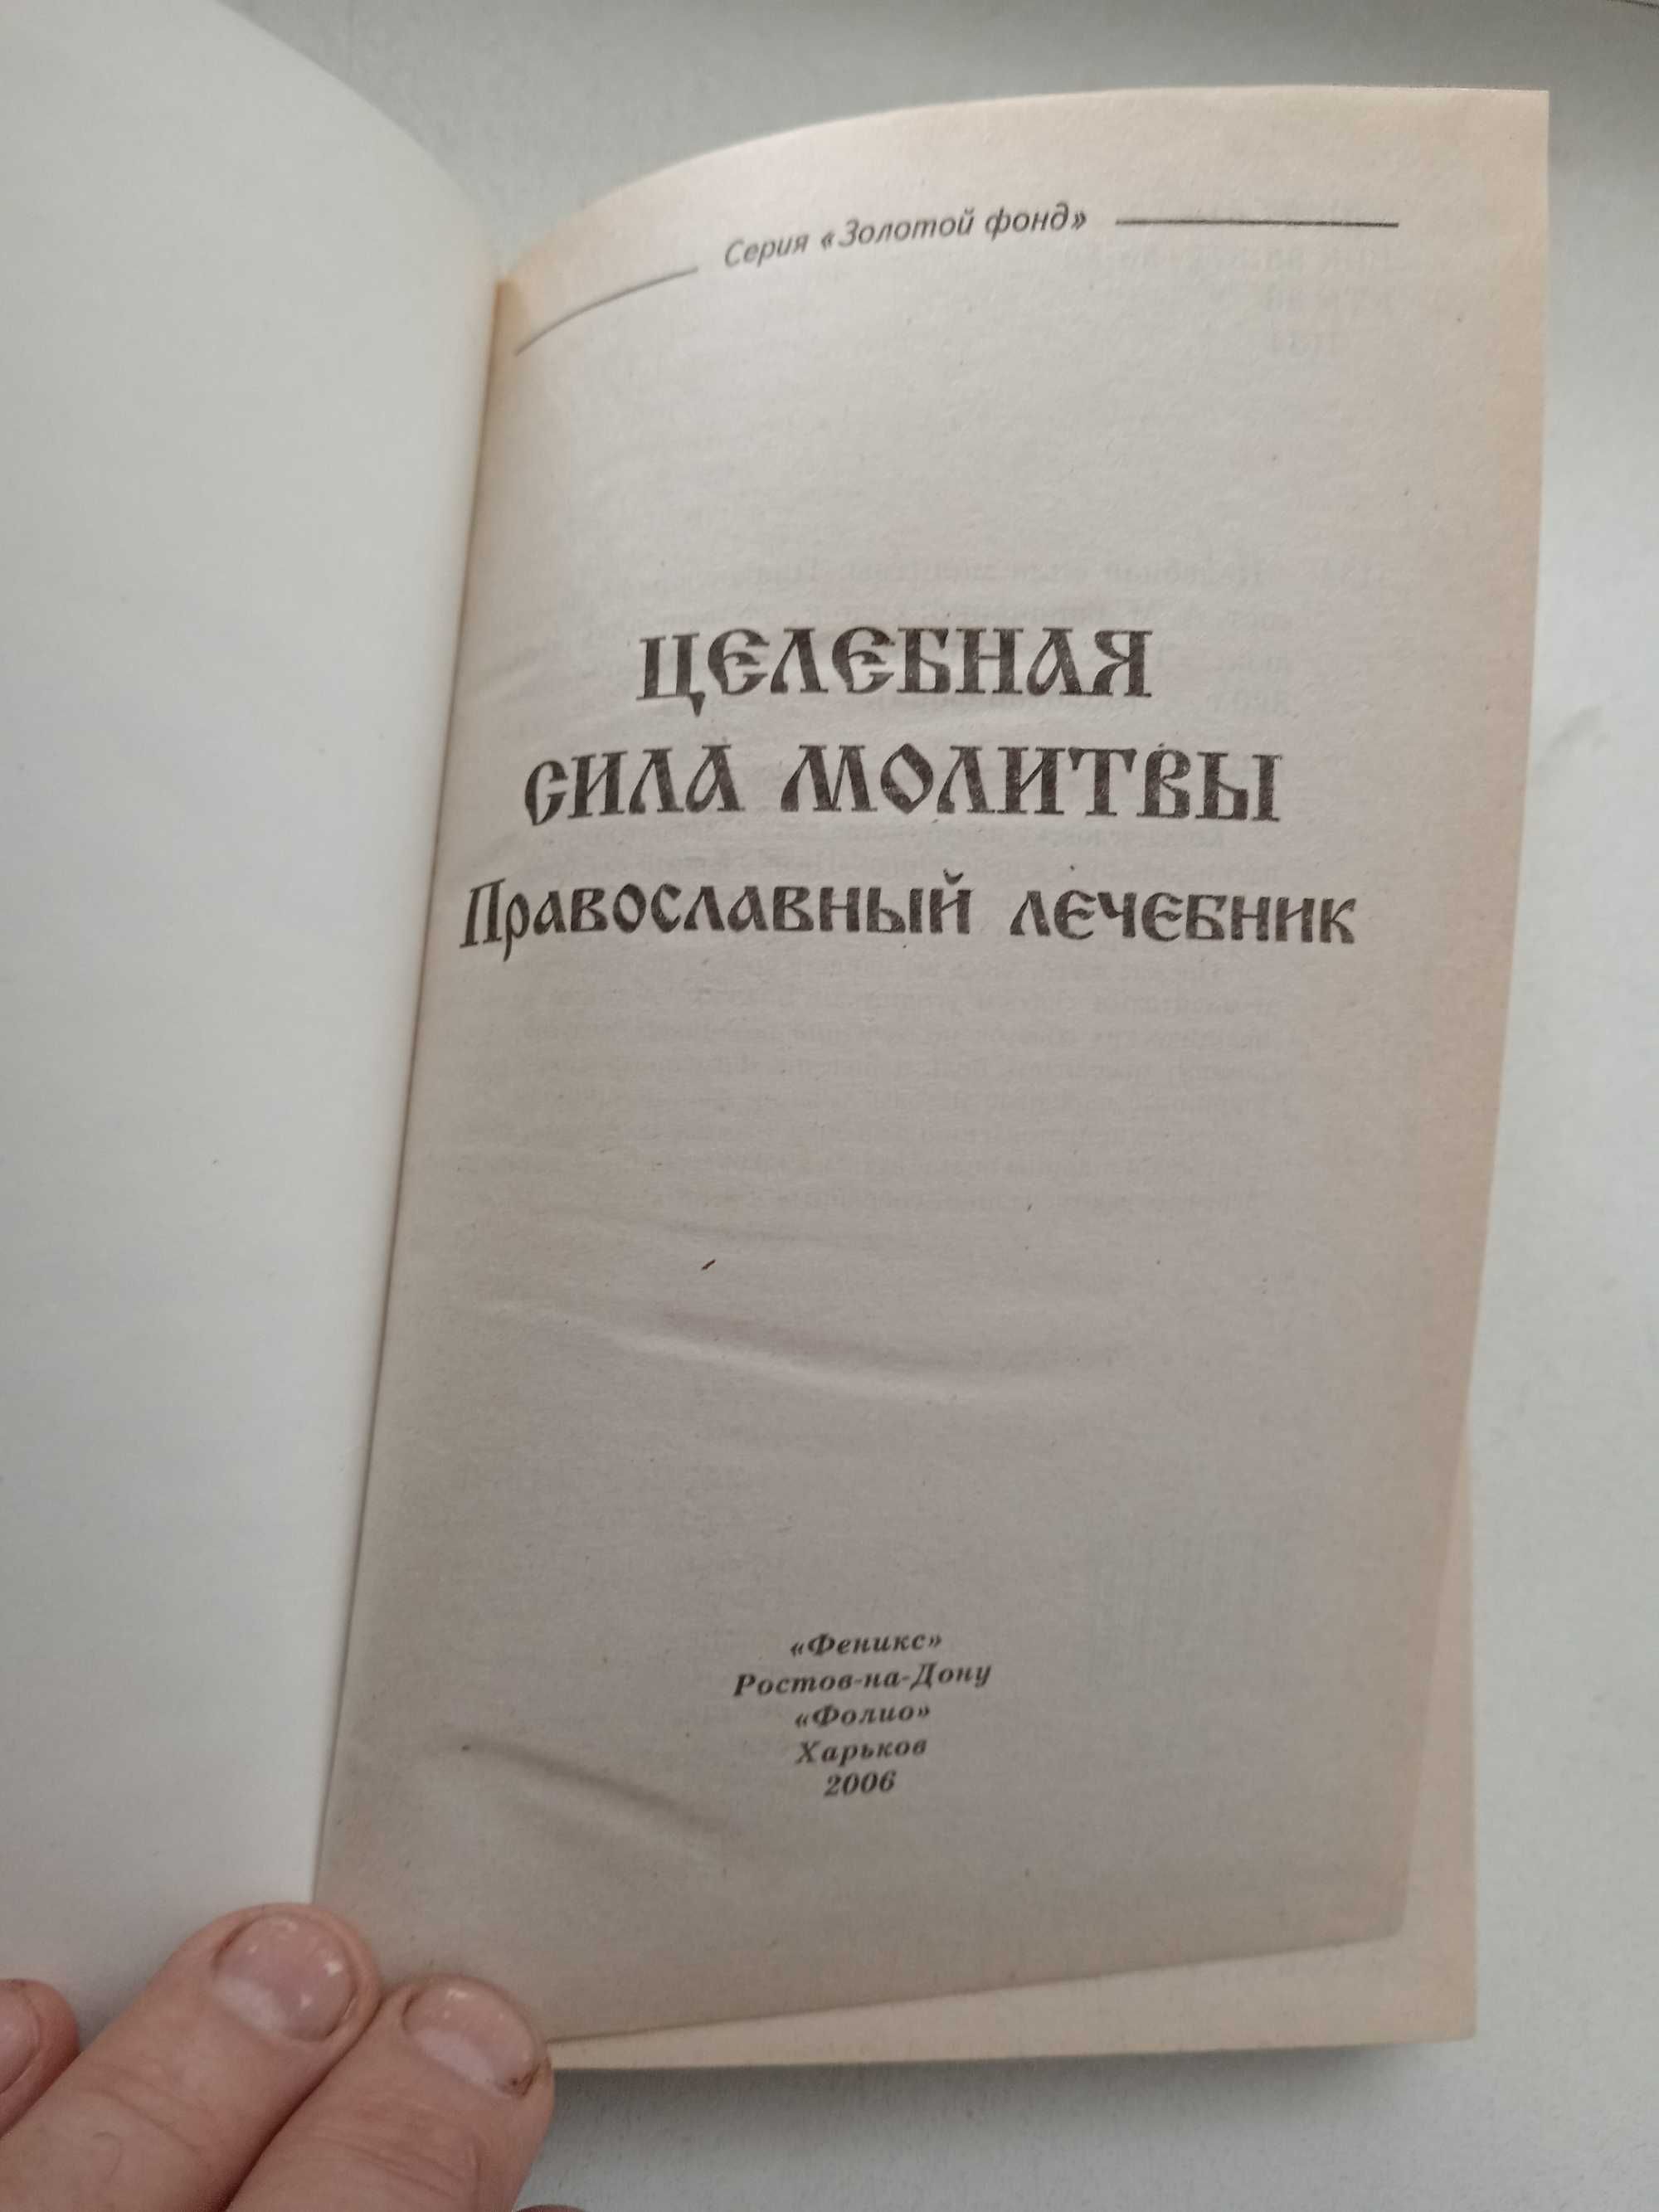 Серия «Золотой фонд»
ЦЕЛЕБНАЯ
СИЛА МОЛИТВЫ
Православный лечебник
«Феникс»
Ростов-на-Дону
«Фолио»
Харьков
2006